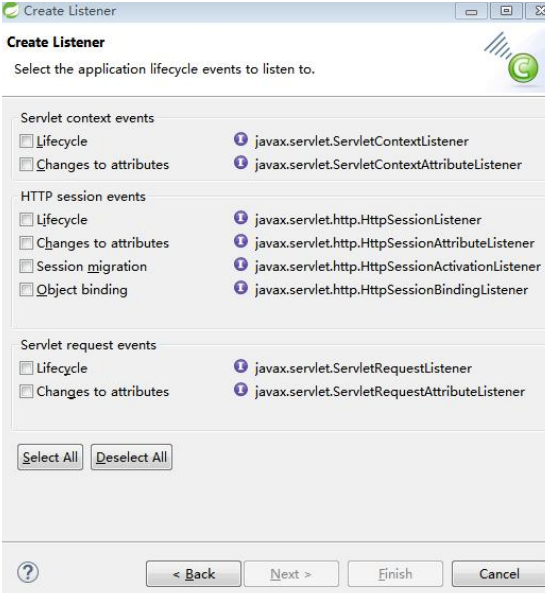 Create Listener
Create Listener
Select the application lifecycle events to listen to.
Servlet context events
Lifecycle javax.servlet.ServletContextListener
Changes to attributes javax.servlet.ServletContextAttributeListener
HTTP session events
Lifecycle javax.servlet.http.HttpSessionListener
Changes to attributes javax.servlet.http.HttpSessionAttributeListener
Session migration javax.servlet.http.HttpSessionActivationListener
Object binding javax.servlet.http.HttpSessionBindingListener
Servlet request events
Lifecycle javax.servlet.ServletRequestListener
Changes to attributes javax.servlet.ServletRequestAttributeListener
Select All Deselect All
? < Back Next > Finish Cancel